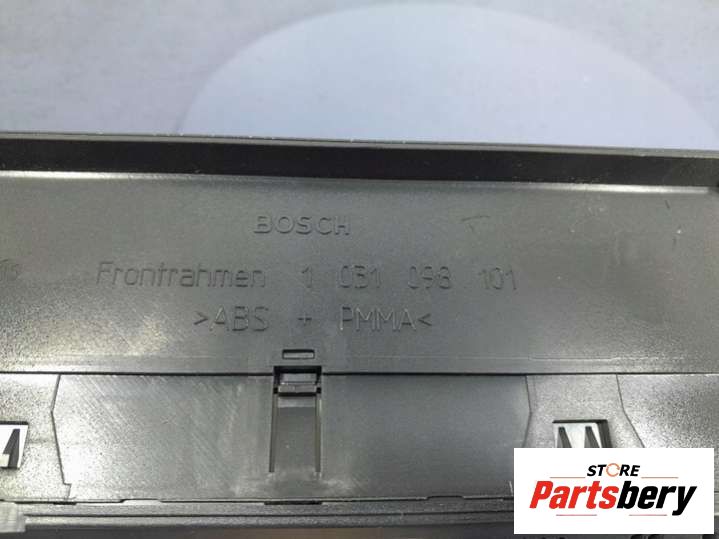 BOSCH
Frontrahmen 1 031 098 101
>ABS + PMMA<
STORE
Partsbery